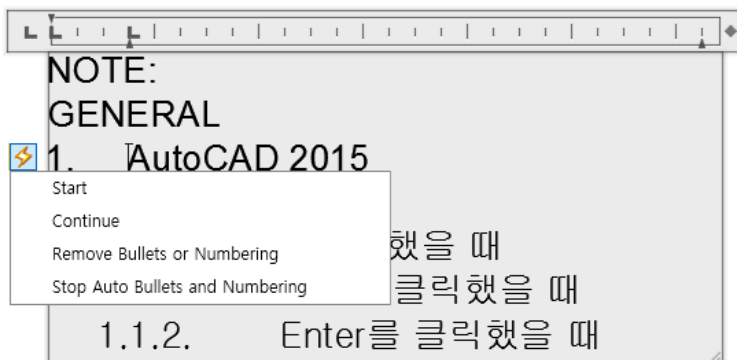 NOTE:
GENERAL
1. AutoCAD 2015
Start
Continue
Remove Bullets or Numbering
Stop Auto Bullets and Numbering
했을 때
클릭했을 때
1.1.2. Enter를 클릭했을 때